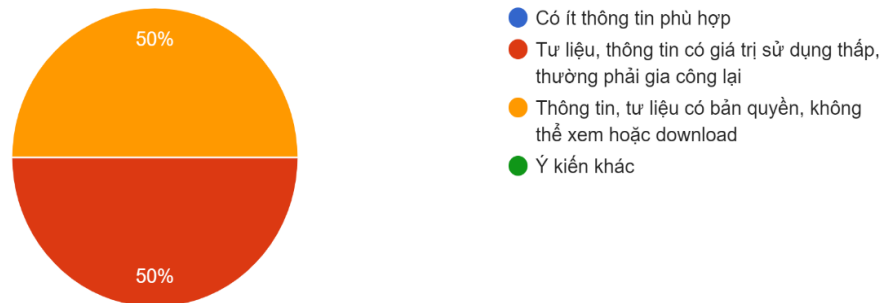 50%
50%
Có ít thông tin phù hợp
Tư liệu, thông tin có giá trị sử dụng thấp,
thường phải gia công lại
Thông tin, tư liệu có bản quyền, không
thể xem hoặc download
Ý kiến khác